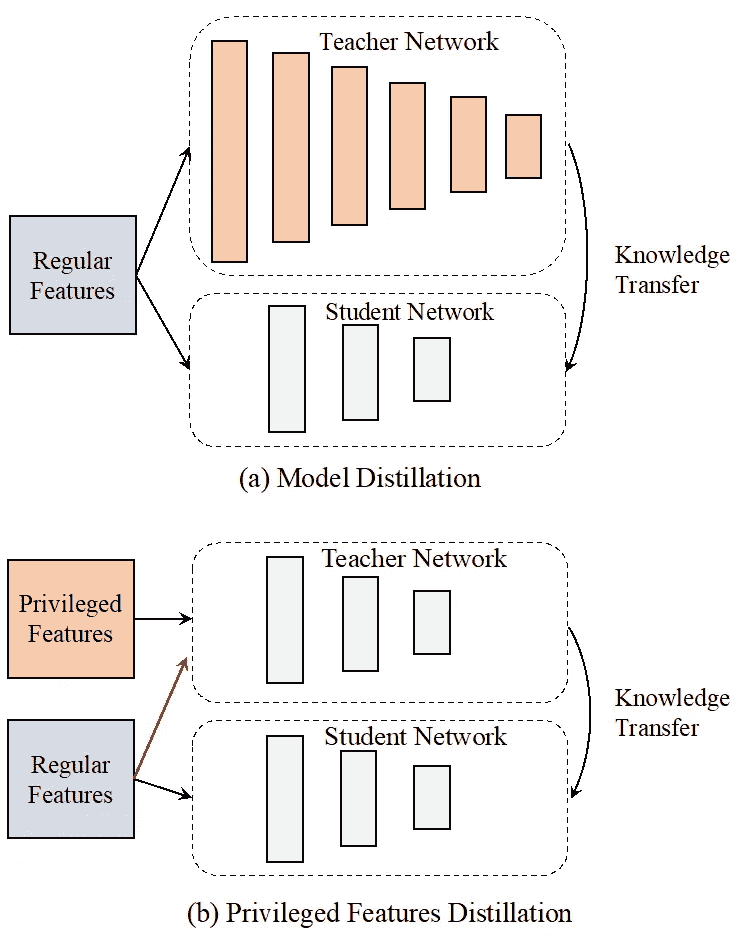 Teacher Network
Regular
Features
Knowledge
Transfer
Student Network
(a) Model Distillation
Teacher Network
Privileged
Features
Knowledge
Transfer
Student Network
Regular
Features
(b) Privileged Features Distillation